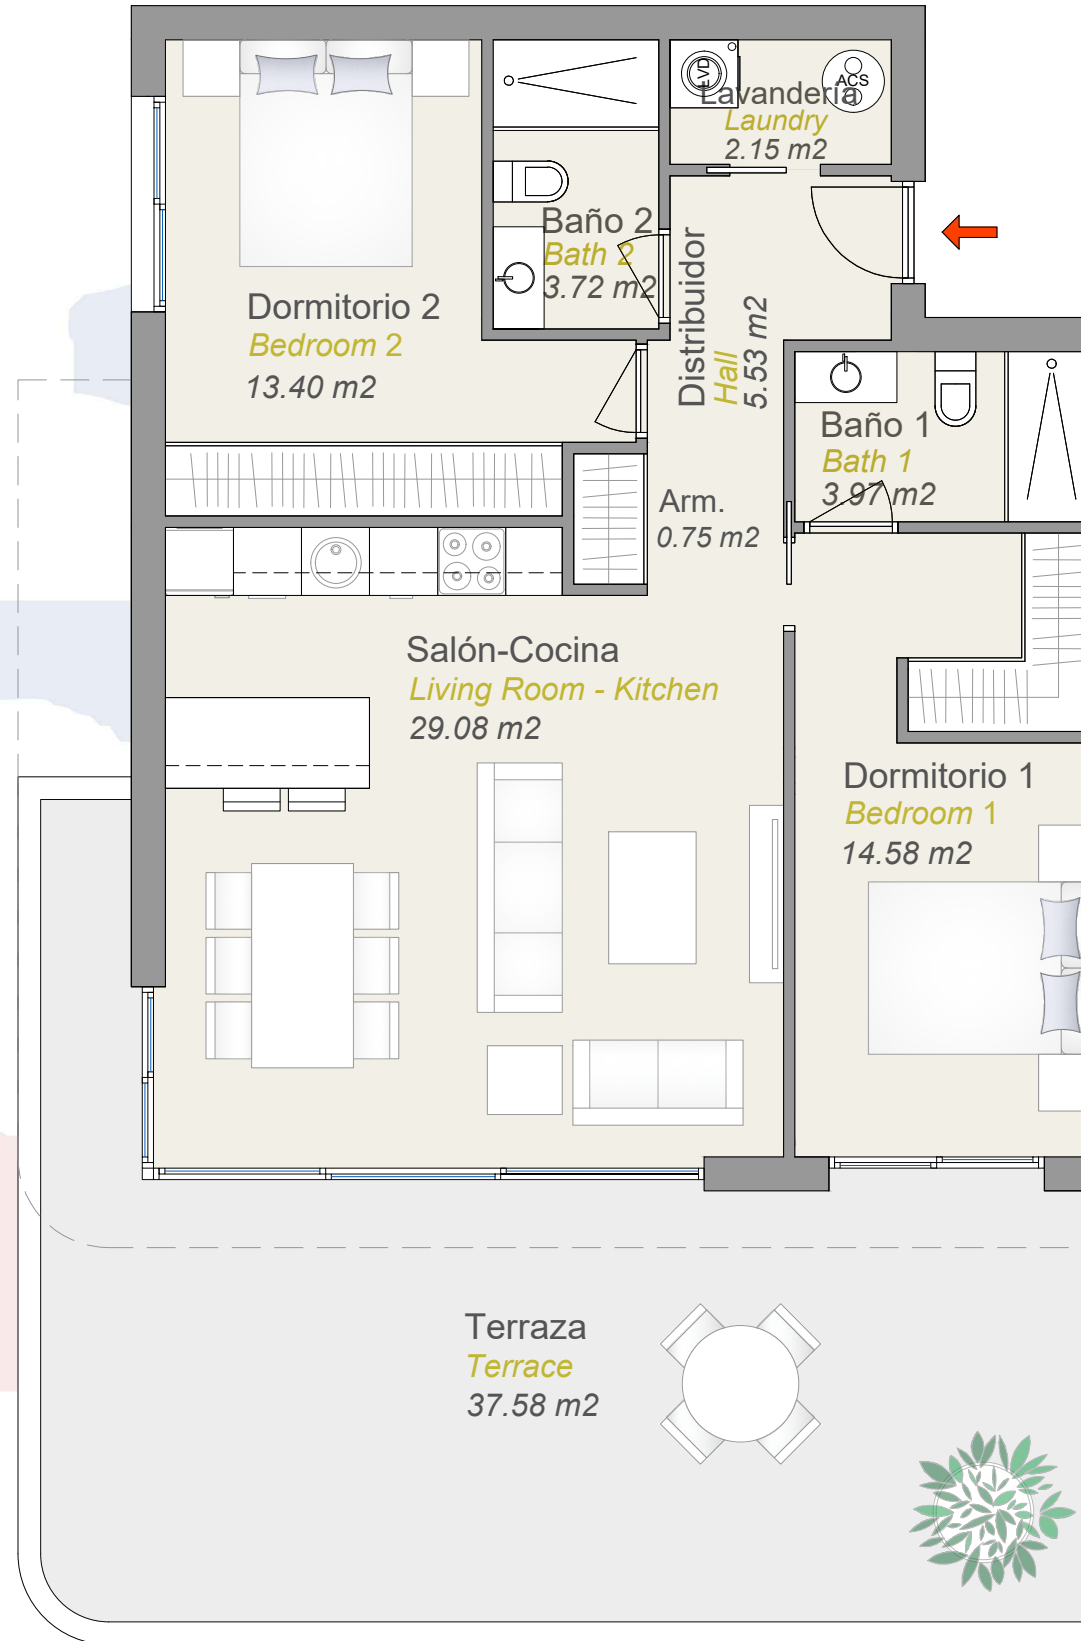 EVD
ACS
Lavandería
Laundry
2.15 m2
Baño 2
Bath 2
3.72 m2
Distribuidor
Hall
5.53 m2
Dormitorio 2
Bedroom 2
13.40 m2
Baño 1
Bath 1
3.97 m2
Arm.
0.75 m2
Salón-Cocina
Living Room - Kitchen
29.08 m2
Dormitorio 1
Bedroom 1
14.58 m2
Terraza
Terrace
37.58 m2